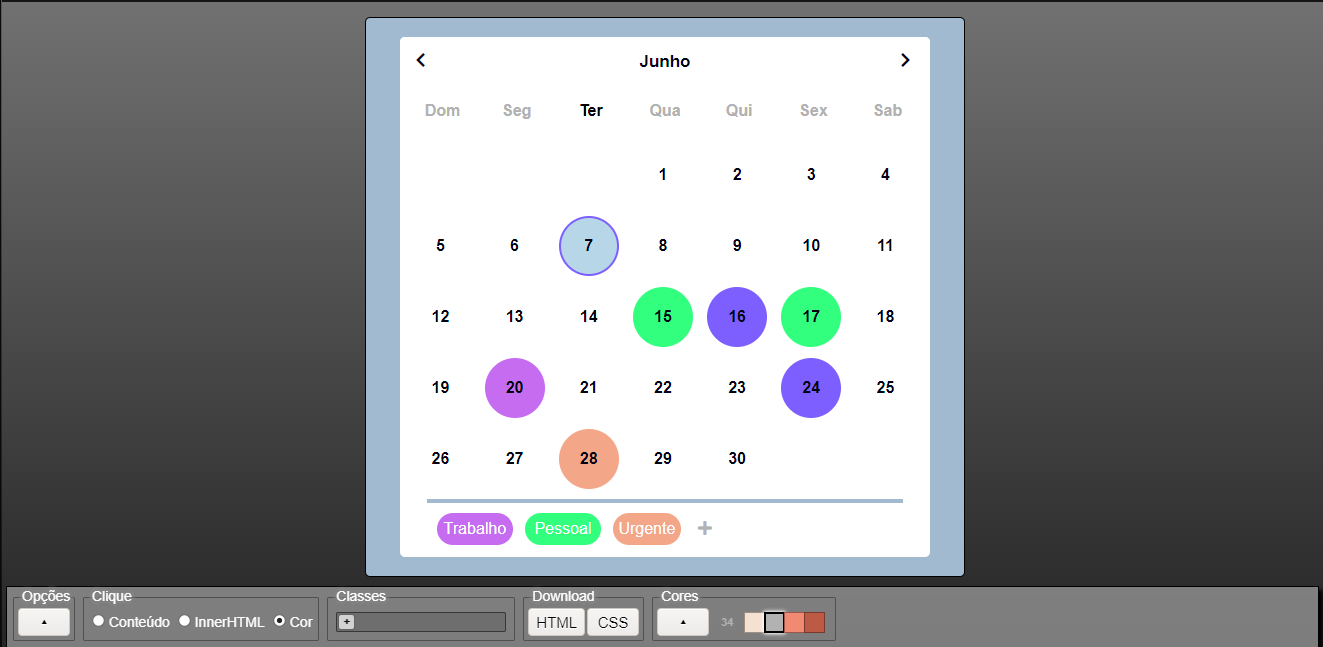 Junho
Dom Seg Ter Qua Qui Sex Sab
1 2 3 4
5 6 7 8 9 10 11
12 13 14 15 16 17 18
19 20 21 22 23 24 25
26 27 28 29 30
Trabalho Pessoal Urgente +
Opções Clique Classes Download Cores
Conteúdo InnerHTML Cor + HTML CSS 34